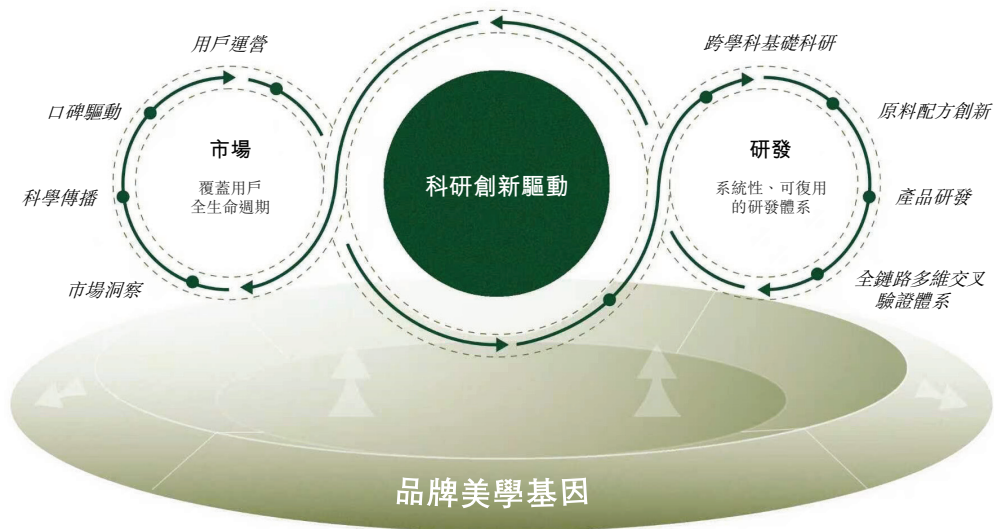 用戶運營
口碑驅動
科學傳播
市場洞察
市場
覆蓋用戶
全生命週期
科研創新驅動
跨學科基礎科研
原料配方創新
產品研發
全鏈路多維交叉
驗證體系
研發
系統性、可復用
的研發體系
品牌美學基因